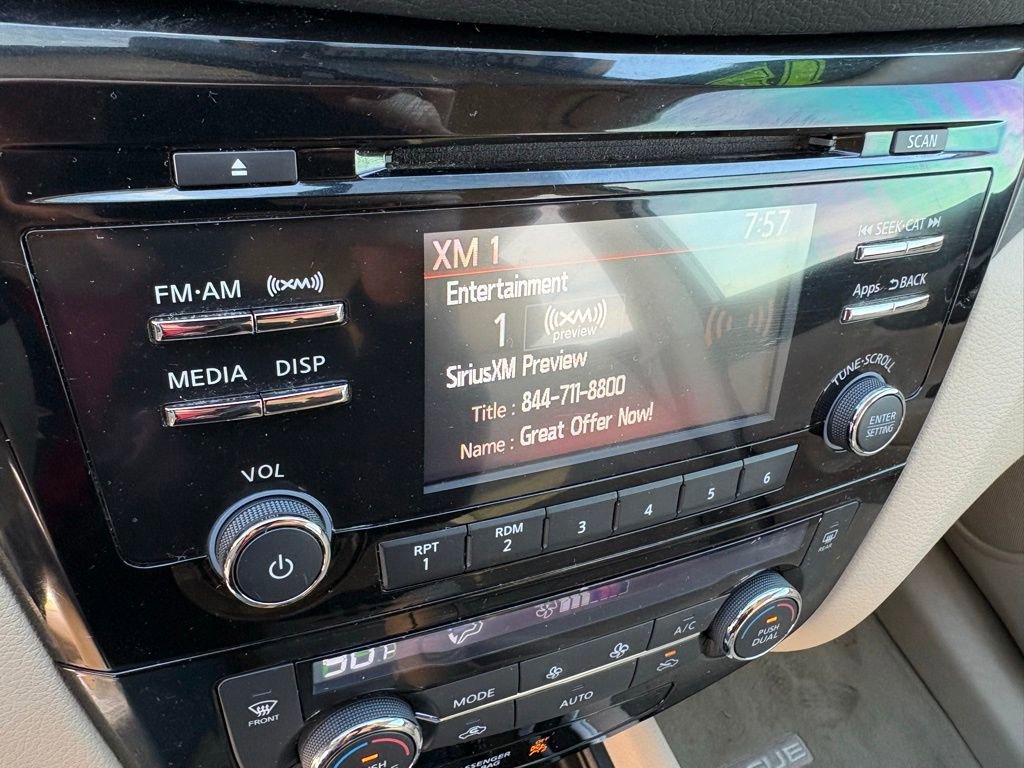 SCAN
FM·AM ((XM))
MEDIA DISP
VOL
XM 1 7:57
Entertainment
1 ((XM)) preview
SiriusXM Preview
Title : 844-711-8800
Name : Great Offer Now!
SEEK·CAT
Apps BACK
TUNE·SCROLL
ENTER
SETTING
RPT
1
RDM
2
3
4
5
6
REAR
FRONT
MODE
AUTO
A/C
PUSH
DUAL
PUSH
OFF